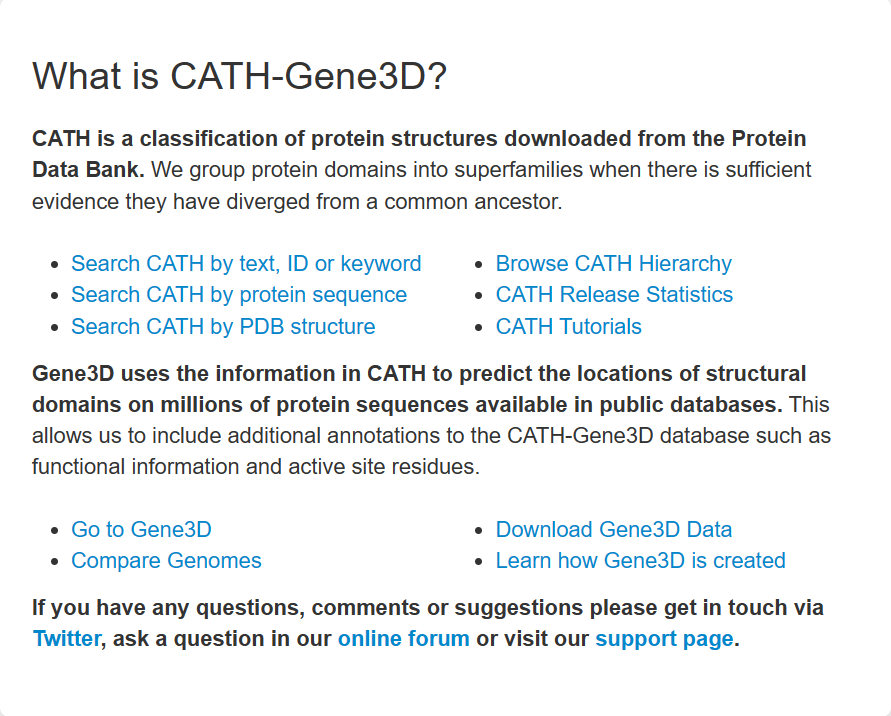 What is CATH-Gene3D?
CATH is a classification of protein structures downloaded from the Protein
Data Bank. We group protein domains into superfamilies when there is sufficient
evidence they have diverged from a common ancestor.
• Search CATH by text, ID or keyword
• Search CATH by protein sequence
• Search CATH by PDB structure
• Browse CATH Hierarchy
• CATH Release Statistics
• CATH Tutorials
Gene3D uses the information in CATH to predict the locations of structural
domains on millions of protein sequences available in public databases. This
allows us to include additional annotations to the CATH-Gene3D database such as
functional information and active site residues.
• Go to Gene3D
• Compare Genomes
• Download Gene3D Data
• Learn how Gene3D is created
If you have any questions, comments or suggestions please get in touch via
Twitter, ask a question in our online forum or visit our support page.